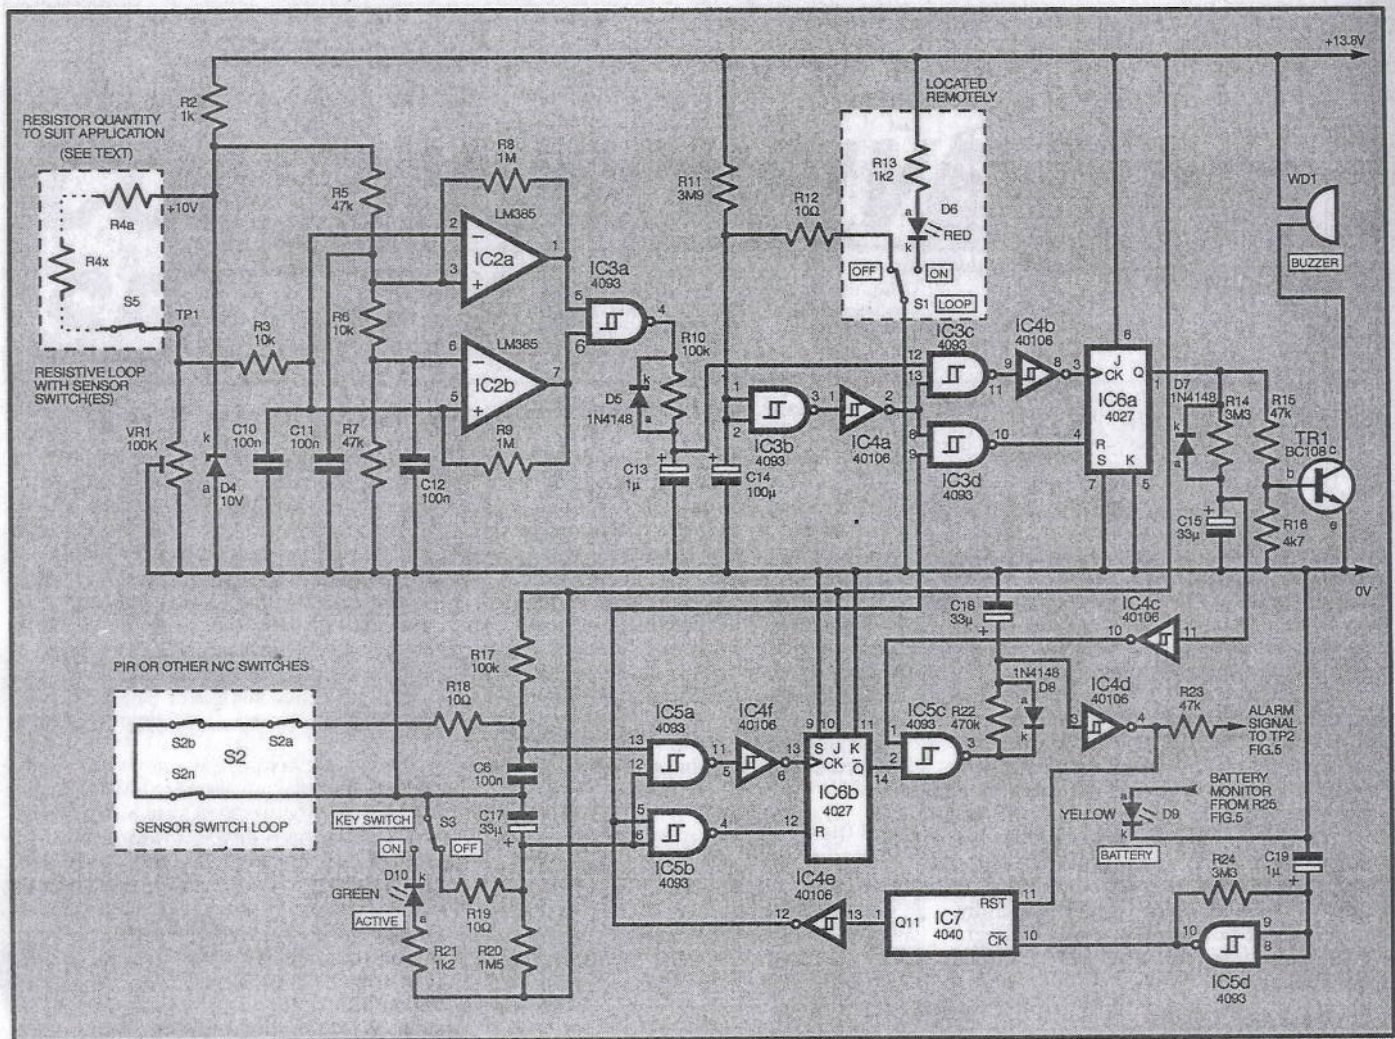 +13.8V
R2
1k
RESISTOR QUANTITY
TO SUIT APPLICATION
(SEE TEXT)
R4a
+10V
R4x
S5
TP1
RESISTIVE LOOP
WITH SENSOR
SWITCH(ES)
VR1
100K
k
a
D4
10V
R3
10k
C10
100n
C11
100n
R5
47k
R6
10k
R7
47k
C12
100n
R8
1M
LM385
2
3
−
+
1
IC2a
LM385
6
5
−
+
7
IC2b
R9
1M
IC3a
4093
5
6
4
R10
100k
k
D5
a
1N4148
+
C13
1µ
R11
3M9
+
C14
100µ
R12
10Ω
LOCATED
REMOTELY
R13
1k2
a
D6
RED
k
OFF
ON
S1
LOOP
1
2
3
IC3b
4093
1
2
IC4a
40106
IC3c
4093
12
13
11
IC4b
40106
9
8
8
9
10
IC3d
4093
3
6
J
CK
Q
1
IC6a
4027
4
R
S
K
7
5
D7
1N4148
k
a
R14
3M3
R15
47k
+
C15
33µ
R16
4k7
TR1
BC108
c
b
e
WD1
BUZZER
0V
PIR OR OTHER N/C SWITCHES
S2b
S2a
S2
S2n
SENSOR SWITCH LOOP
R18
10Ω
R17
100k
C6
100n
C17
33µ
+
KEY SWITCH
S3
ON
OFF
D10
k
GREEN
a
ACTIVE
R19
10Ω
R21
1k2
R20
1M5
IC5a
4093
13
12
11
IC4f
40106
5
6
13
5
6
4
IC5b
4093
9
10
11
S
J
K
CK
Q
14
IC6b
4027
12
R
C18
33µ
+
IC5c
4093
1
2
3
1N4148
D8
a
k
R22
470k
IC4c
40106
10
11
IC4d
40106
3
4
R23
47k
ALARM
SIGNAL
TO TP2
FIG.5
BATTERY
MONITOR
FROM R25
FIG.5
a
YELLOW
D9
k
BATTERY
IC4e
40106
12
13
1
Q11
IC7
4040
RST
11
CK
10
R24
3M3
C19
1µ
+
10
9
8
IC5d
4093